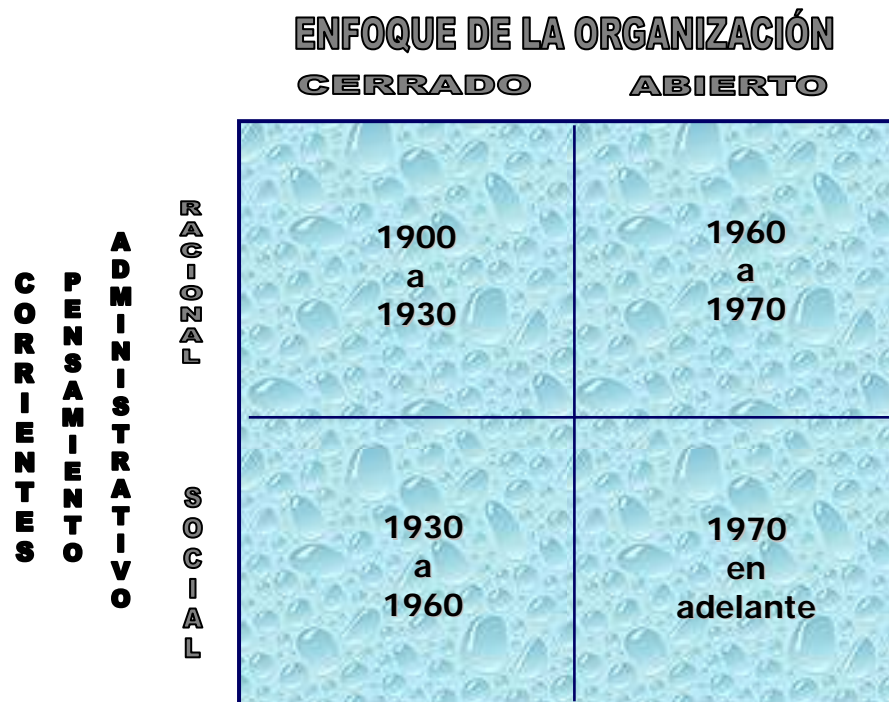 ENFOQUE DE LA ORGANIZACIÓN
CERRADO
ABIERTO
CORRIENTES
PENSAMIENTO
ADMINISTRATIVO
RACIONAL
1900
a
1930
1960
a
1970
SOCIAL
1930
a
1960
1970
en
adelante